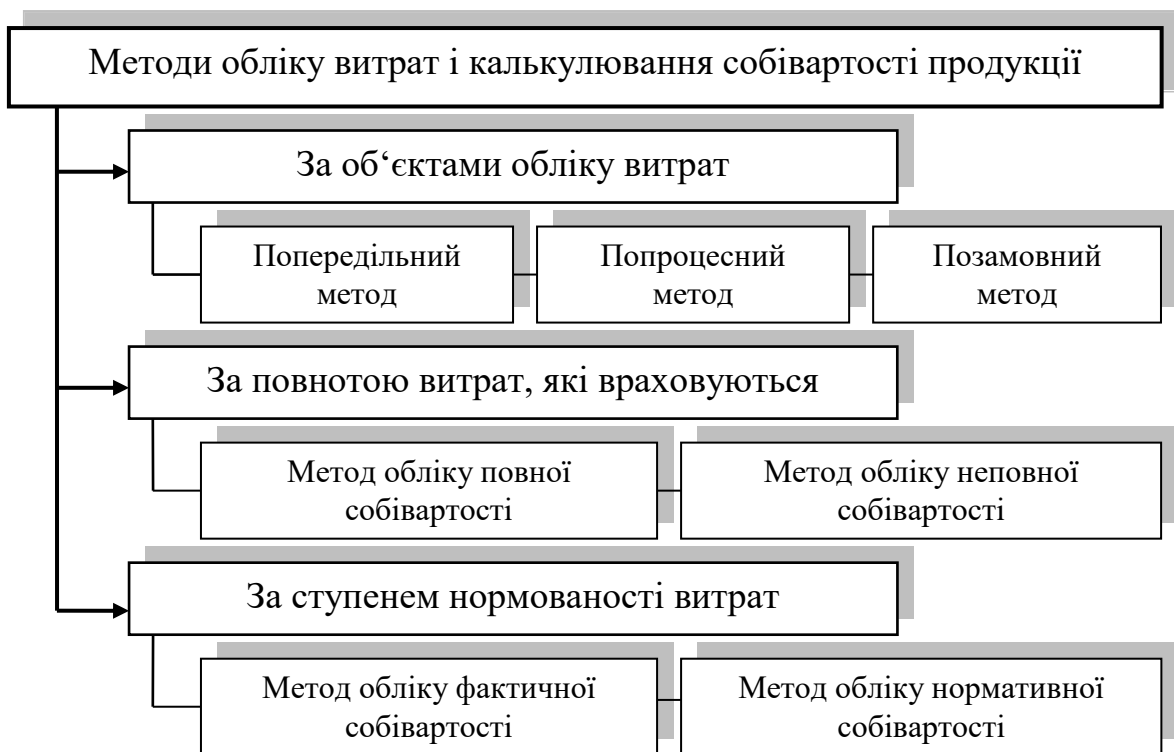 Методи обліку витрат і калькулювання собівартості продукції
За об‘єктами обліку витрат
Попередільний
метод
Попроцесний
метод
Позамовний
метод
За повнотою витрат, які враховуються
Метод обліку повної
собівартості
Метод обліку неповної
собівартості
За ступенем нормованості витрат
Метод обліку фактичної
собівартості
Метод обліку нормативної
собівартості